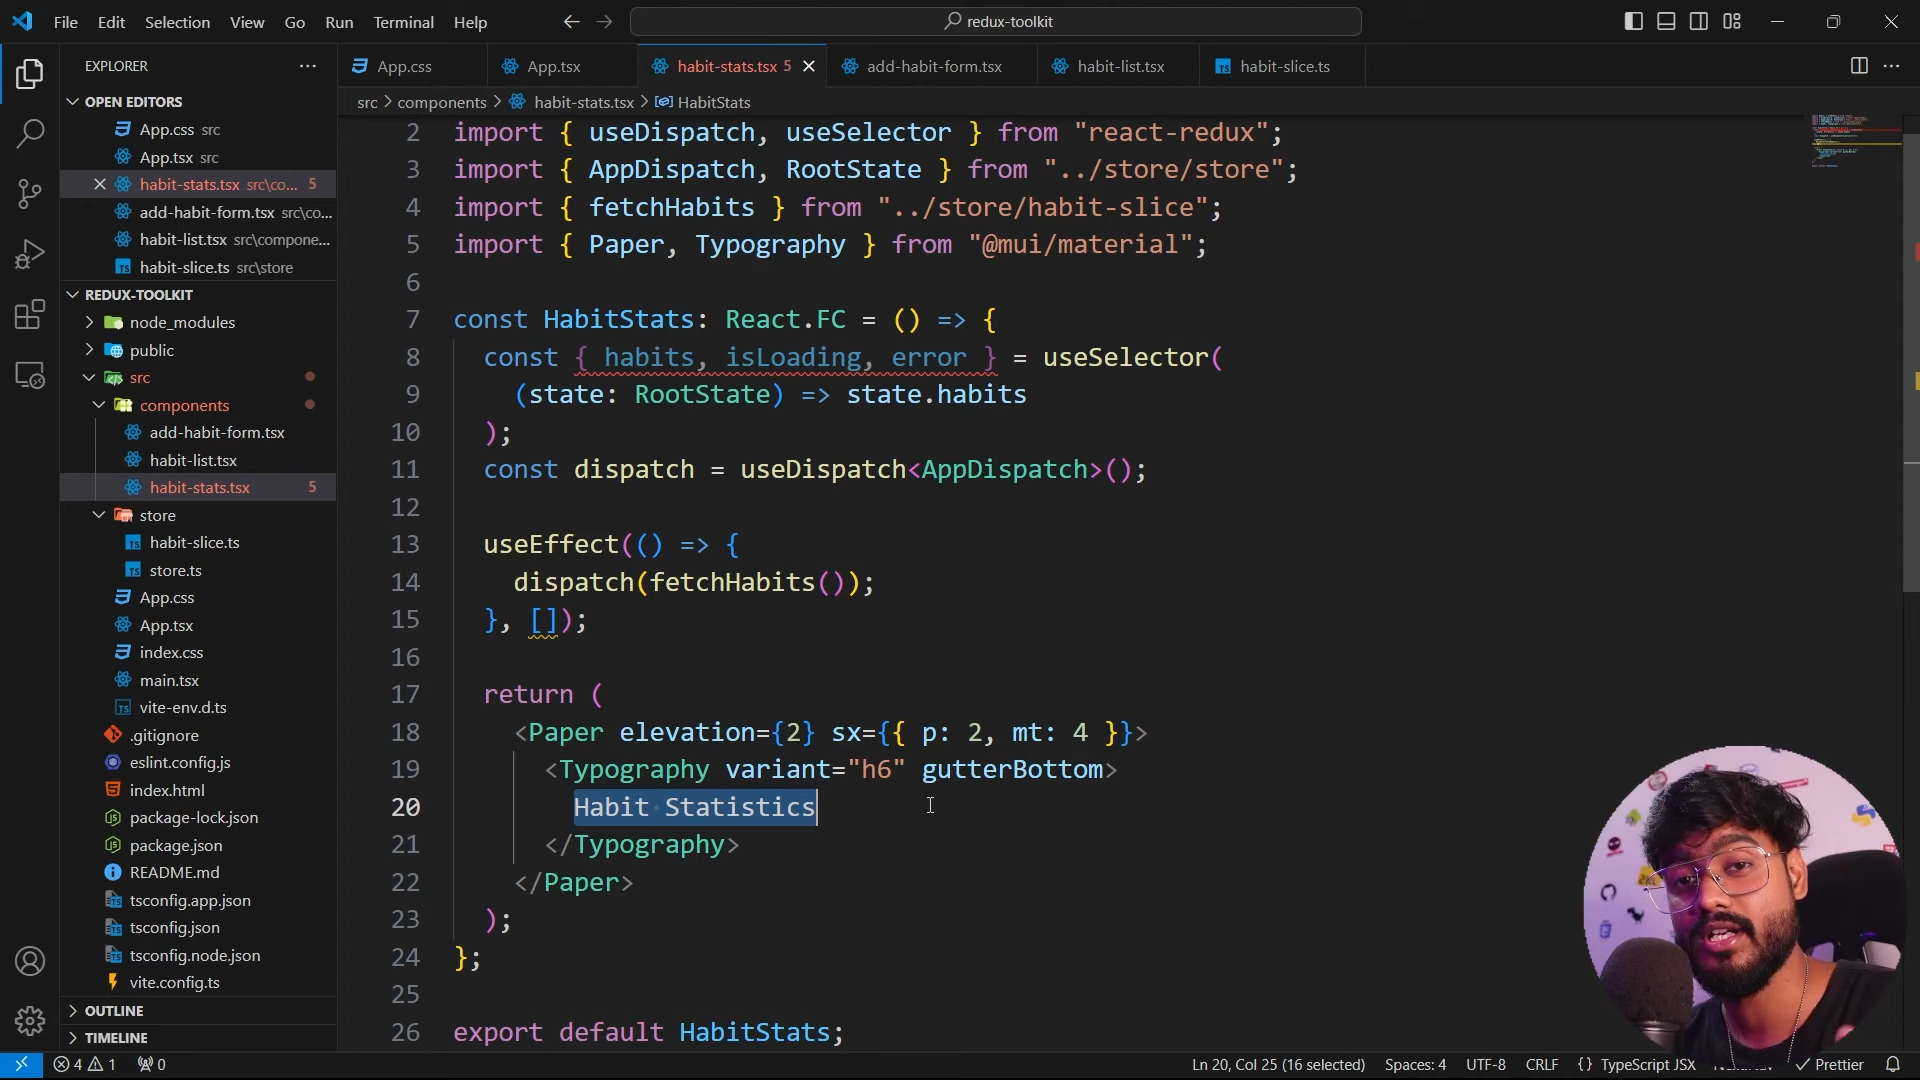 File Edit Selection View Go Run Terminal Help
redux-toolkit
EXPLORER
App.css
App.tsx
habit-stats.tsx 5
add-habit-form.tsx
habit-list.tsx
habit-slice.ts
OPEN EDITORS
App.css src
App.tsx src
habit-stats.tsx src\co... 5
add-habit-form.tsx src\co...
habit-list.tsx src\compone...
habit-slice.ts src\store
REDUX-TOOLKIT
node_modules
public
src
components
add-habit-form.tsx
habit-list.tsx
habit-stats.tsx 5
store
habit-slice.ts
store.ts
App.css
App.tsx
index.css
main.tsx
vite-env.d.ts
.gitignore
eslint.config.js
index.html
package-lock.json
package.json
README.md
tsconfig.app.json
tsconfig.json
tsconfig.node.json
vite.config.ts
OUTLINE
TIMELINE
src > components > habit-stats.tsx > HabitStats
2 import { useDispatch, useSelector } from "react-redux";
3 import { AppDispatch, RootState } from "../store/store";
4 import { fetchHabits } from "../store/habit-slice";
5 import { Paper, Typography } from "@mui/material";
6
7 const HabitStats: React.FC = () => {
8 const { habits, isLoading, error } = useSelector(
9 (state: RootState) => state.habits
10 );
11 const dispatch = useDispatch<AppDispatch>();
12
13 useEffect(() => {
14 dispatch(fetchHabits());
15 }, []);
16
17 return (
18 <Paper elevation={2} sx={{ p: 2, mt: 4 }}>
19 <Typography variant="h6" gutterBottom>
20 Habit Statistics
21 </Typography>
22 </Paper>
23 );
24 };
25
26 export default HabitStats;
4 1 0
Ln 20, Col 25 (16 selected) Spaces: 4 UTF-8 CRLF {} TypeScript JSX Prettier